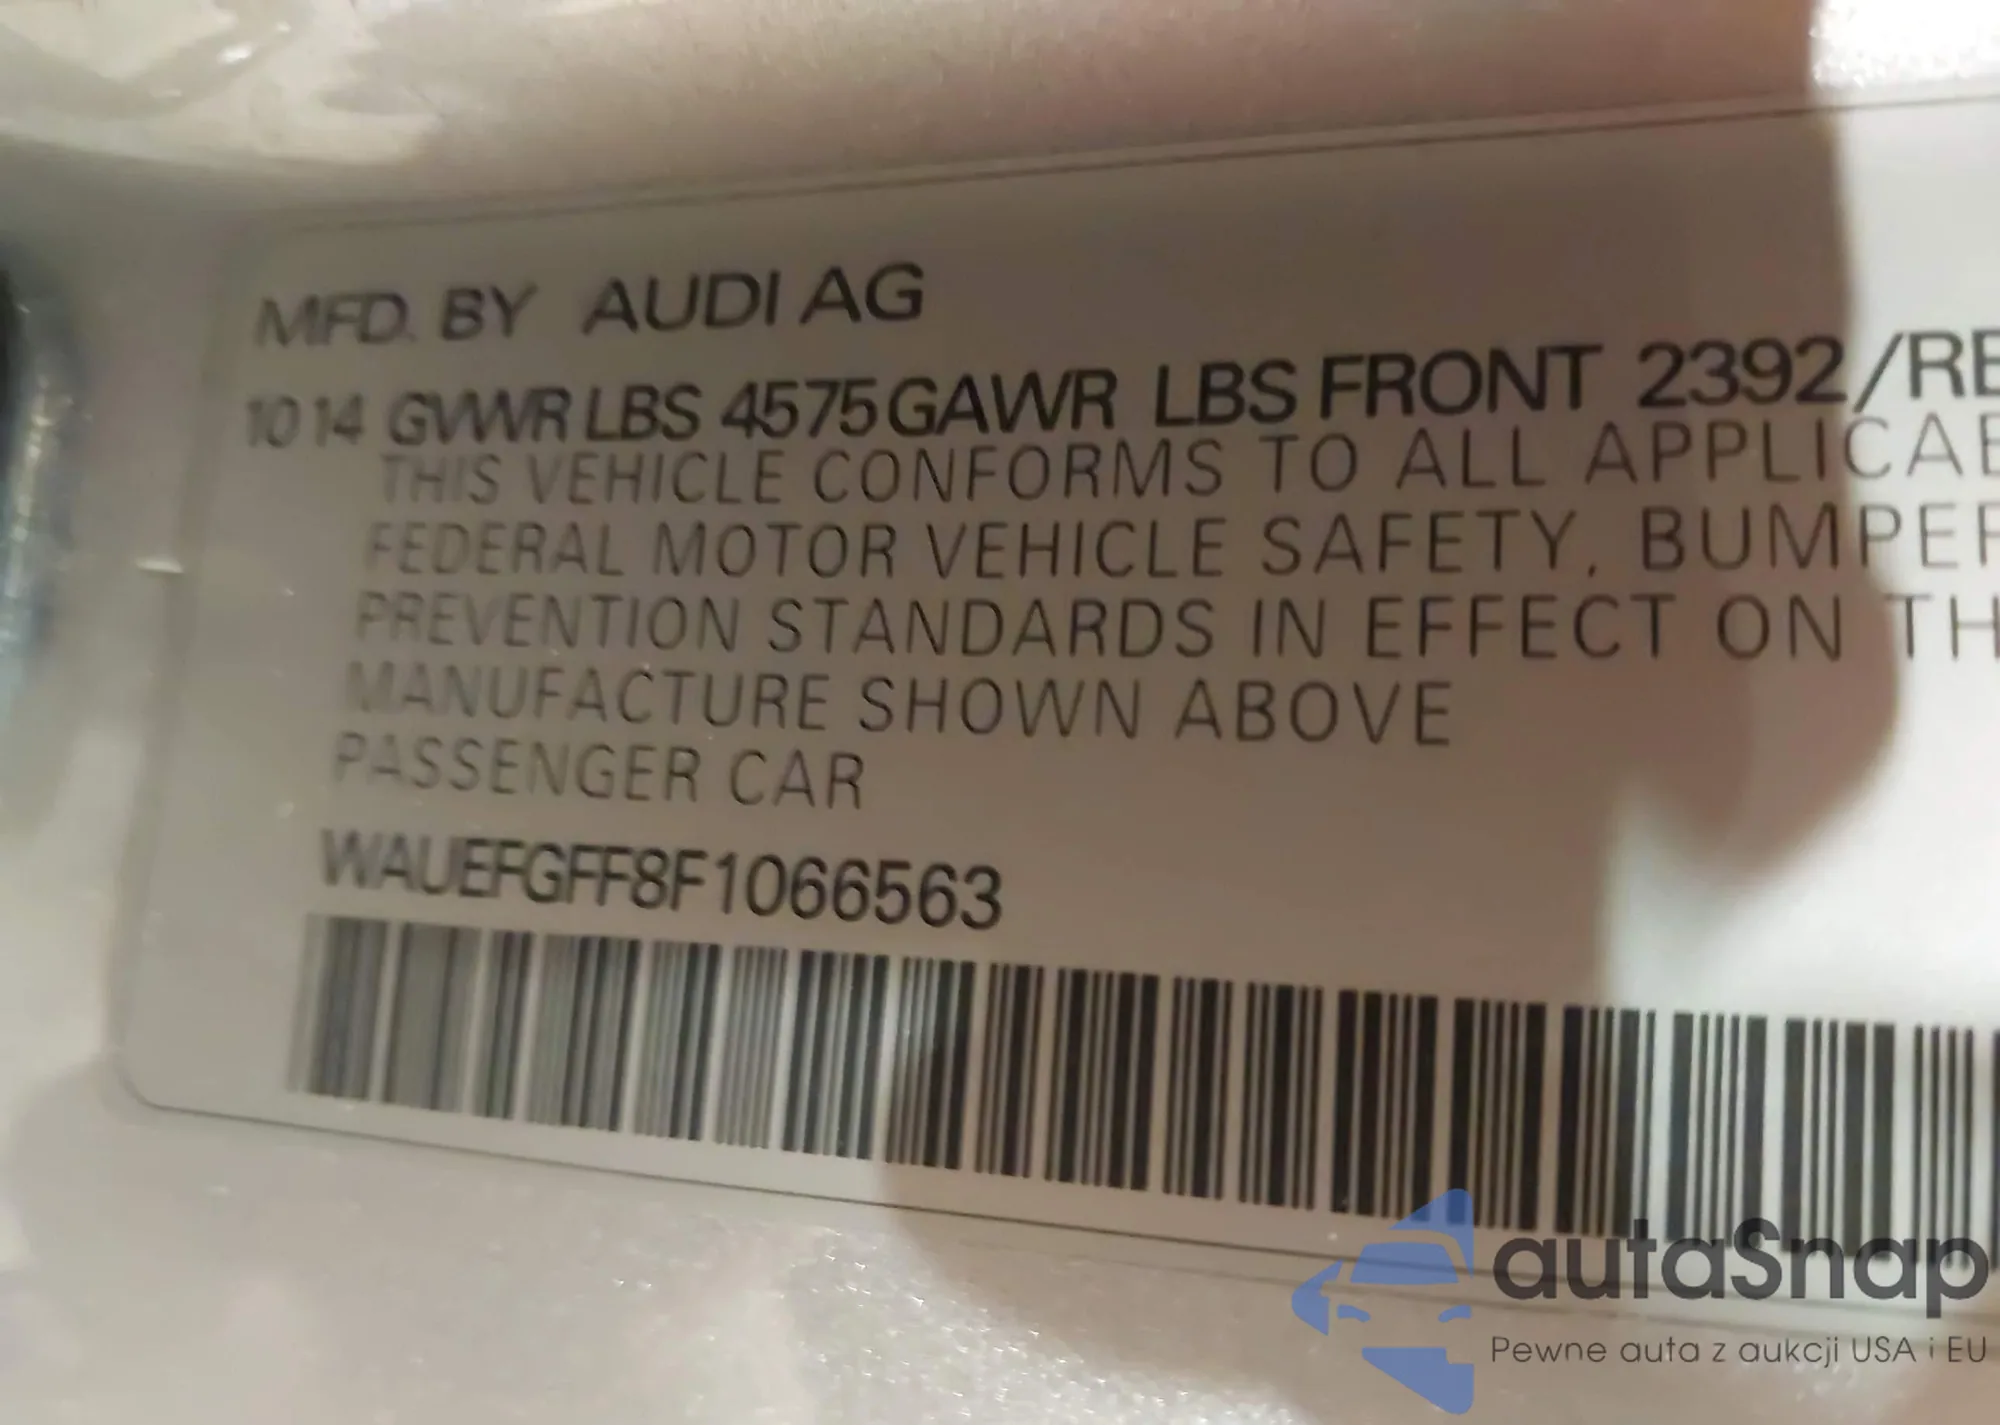 MFD. BY AUDI AG
10 14 GVWR LBS 4575 GAWR LBS FRONT 2392/RE
THIS VEHICLE CONFORMS TO ALL APPLICAB
FEDERAL MOTOR VEHICLE SAFETY, BUMPER
PREVENTION STANDARDS IN EFFECT ON TH
MANUFACTURE SHOWN ABOVE
PASSENGER CAR
WAUEFGFF8F1066563
autaSnap
Pewne auta z aukcji USA i EU